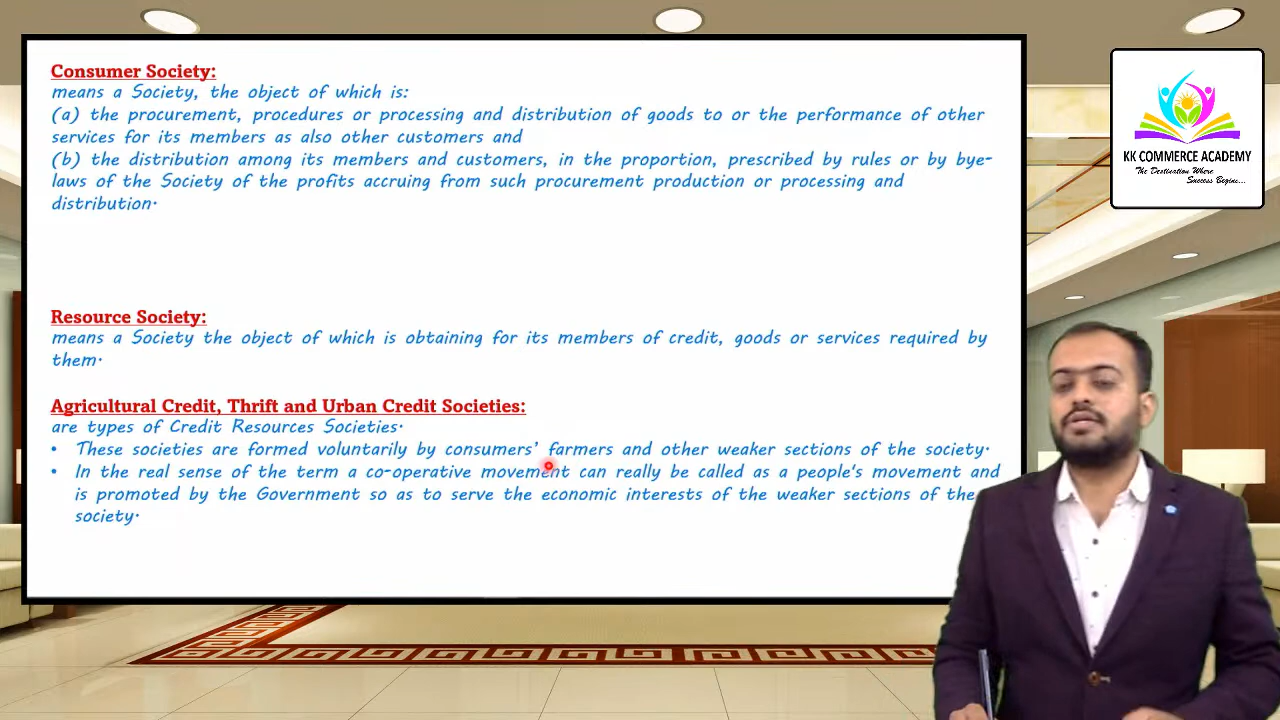 Consumer Society:
means a Society, the object of which is:
(a) the procurement, procedures or processing and distribution of goods to or the performance of other
services for its members as also other customers and
(b) the distribution among its members and customers, in the proportion, prescribed by rules or by bye-
laws of the Society of the profits accruing from such procurement production or processing and
distribution.
Resource Society:
means a Society the object of which is obtaining for its members of credit, goods or services required by
them.
Agricultural Credit, Thrift and Urban Credit Societies:
are types of Credit Resources Societies.
• These societies are formed voluntarily by consumers' farmers and other weaker sections of the society.
• In the real sense of the term a co-operative movement can really be called as a people's movement and
is promoted by the Government so as to serve the economic interests of the weaker sections of the
society.
KK COMMERCE ACADEMY
The Destination Where
Success Begins...